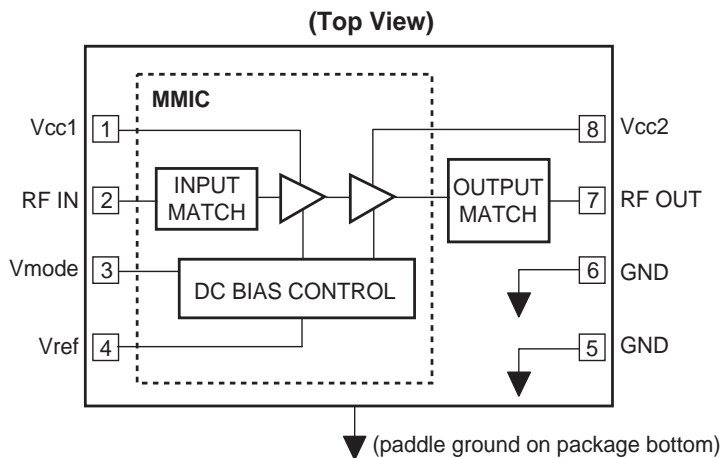 (Top View)
MMIC
Vcc1 1
8 Vcc2
RF IN 2
INPUT
MATCH
OUTPUT
MATCH
7 RF OUT
Vmode 3
DC BIAS CONTROL
6 GND
Vref 4
5 GND
(paddle ground on package bottom)